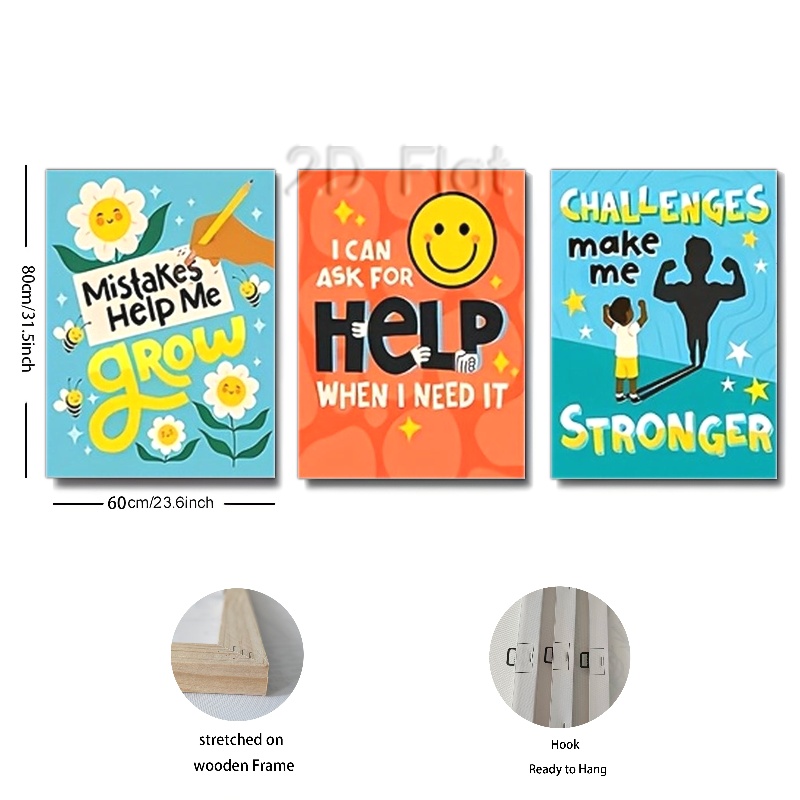 2D Flat
80cm/31.5inch
Mistakes
Help Me
grow
I CAN
ASK FOR
HELP
WHEN I NEED IT
CHALLENGES
make
me
STRONGER
60cm/23.6inch
stretched on
wooden Frame
Hook
Ready to Hang